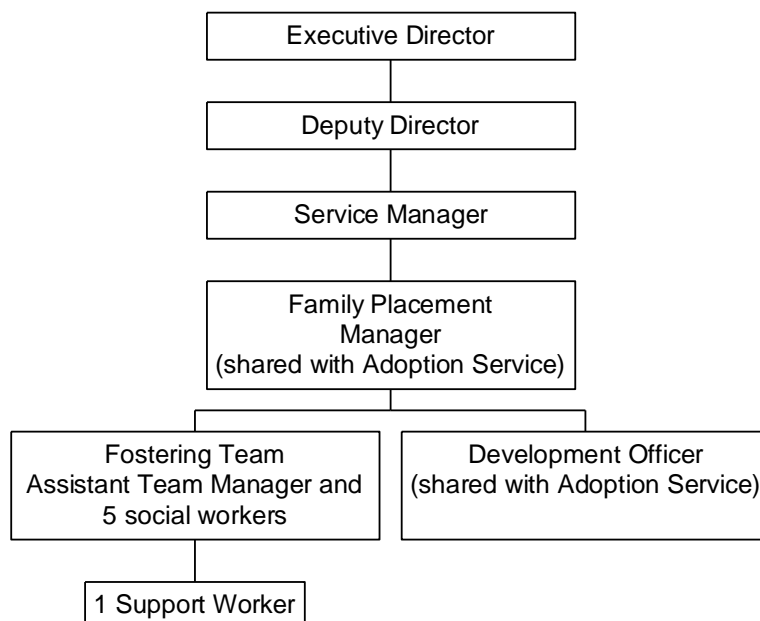 Executive Director
Deputy Director
Service Manager
Family Placement
Manager
(shared with Adoption Service)
Fostering Team
Assistant Team Manager and
5 social workers
Development Officer
(shared with Adoption Service)
1 Support Worker